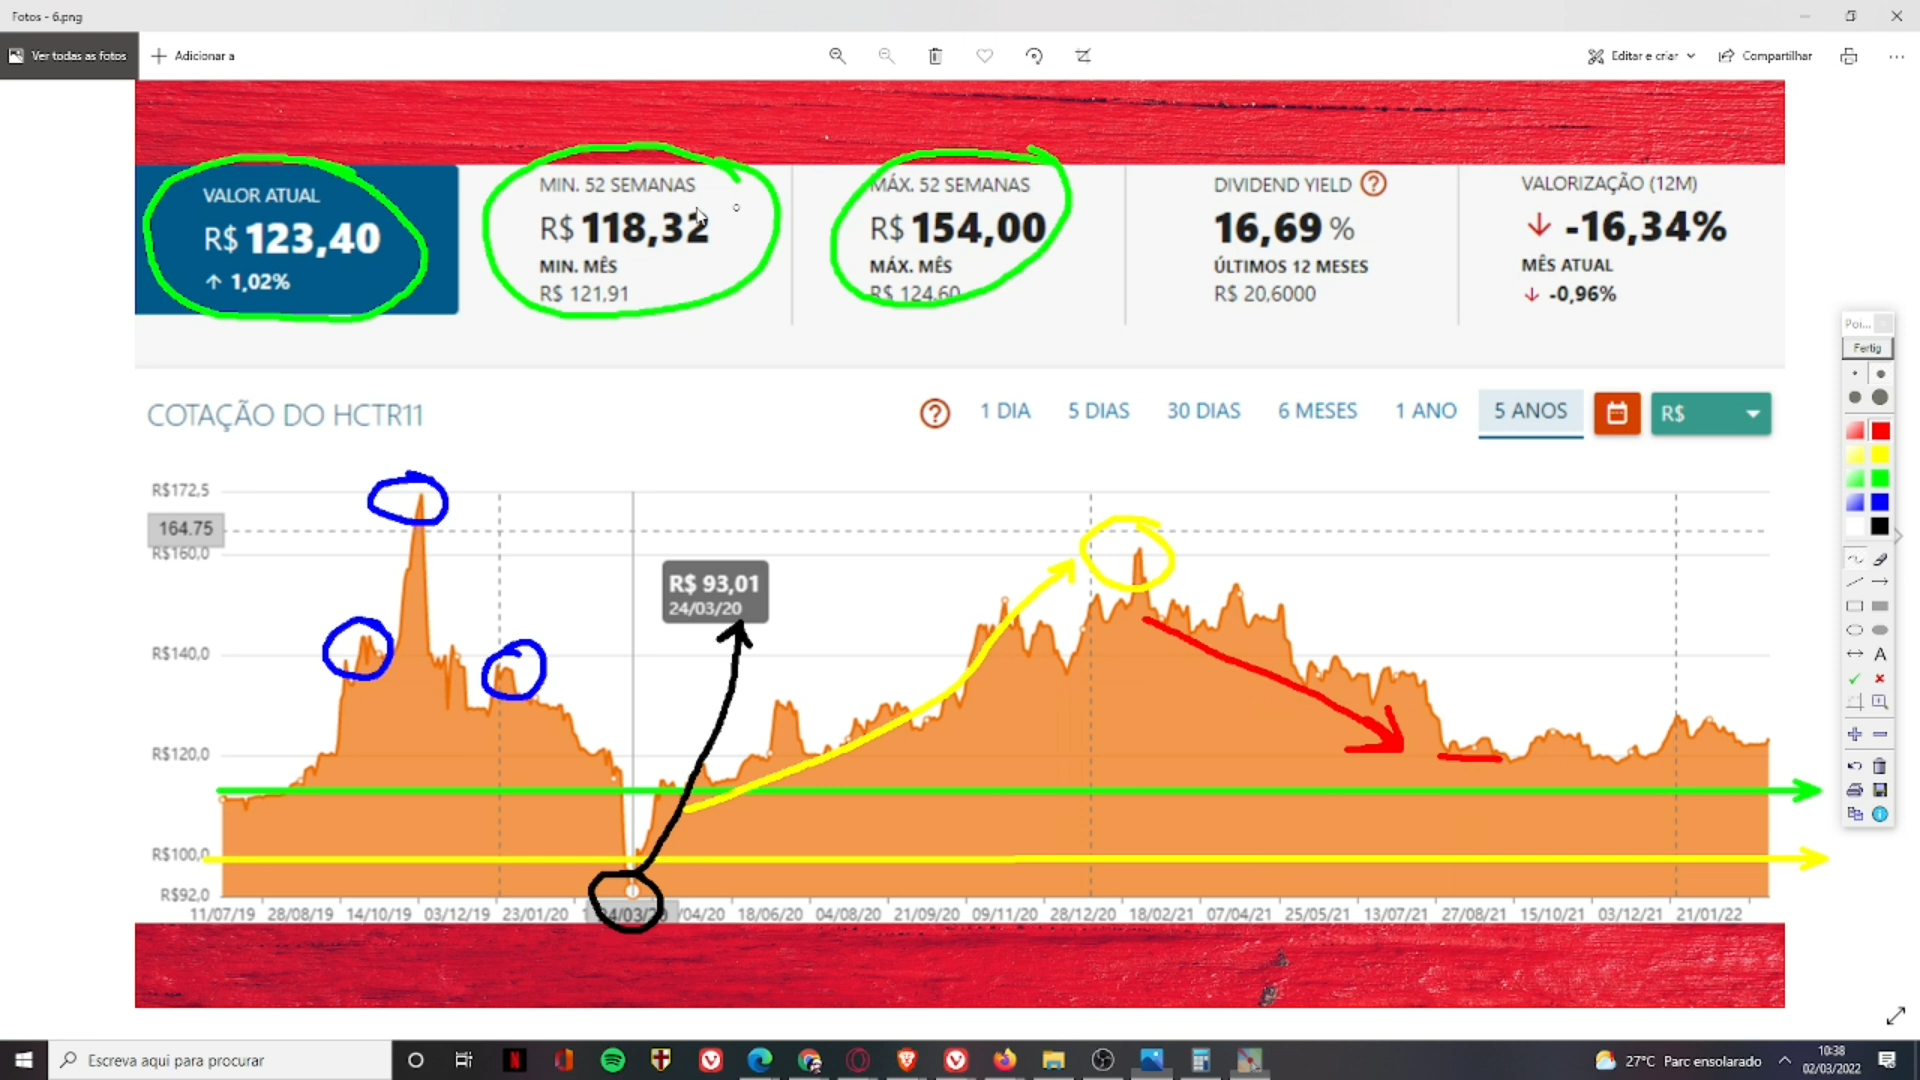 Fotos - 6.png
Ver todas as fotos
Adicionar a
Editar e criar
Compartilhar
VALOR ATUAL
R$ 123,40
↑ 1,02%
MIN. 52 SEMANAS
R$ 118,32
MIN. MÊS
R$ 121,91
MÁX. 52 SEMANAS
R$ 154,00
MÁX. MÊS
R$ 124,60
DIVIDEND YIELD ?
16,69 %
ÚLTIMOS 12 MESES
R$ 20,6000
VALORIZAÇÃO (12M)
↓ -16,34%
MÊS ATUAL
↓ -0,96%
Poi...
Fertig
COTAÇÃO DO HCTR11
? 1 DIA 5 DIAS 30 DIAS 6 MESES 1 ANO 5 ANOS R$
R$172,5
164.75
R$160,0
R$ 93,01
24/03/20
R$140,0
R$120,0
R$100,0
R$92,0
11/07/19 28/08/19 14/10/19 03/12/19 23/01/20 24/03/20 /04/20 18/06/20 04/08/20 21/09/20 09/11/20 28/12/20 18/02/21 07/04/21 25/05/21 13/07/21 27/08/21 15/10/21 03/12/21 21/01/22
A
Escreva aqui para procurar
27°C Parc ensolarado
10:38
02/03/2022